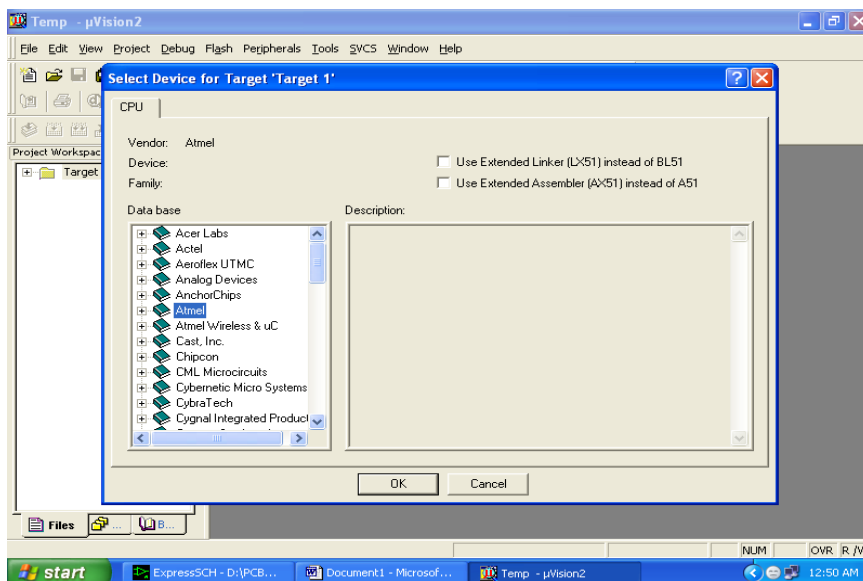 Temp - µVision2
File Edit View Project Debug Flash Peripherals Tools SVCS Window Help
Select Device for Target 'Target 1'
CPU
Vendor: Atmel
Device:
Use Extended Linker (LX51) instead of BL51
Family:
Use Extended Assembler (AX51) instead of A51
Data base
Description:
Project Workspac
Target
Acer Labs
Actel
Aeroflex UTMC
Analog Devices
AnchorChips
Atmel
Atmel Wireless & uC
Cast, Inc.
Chipcon
CML Microcircuits
Cybernetic Micro Systems
CybraTech
Cygnal Integrated Product
OK Cancel
Files ... B...
NUM OVR R /W
start ExpressSCH - D:\PCB... Document1 - Microsof... Temp - µVision2 12:50 AM